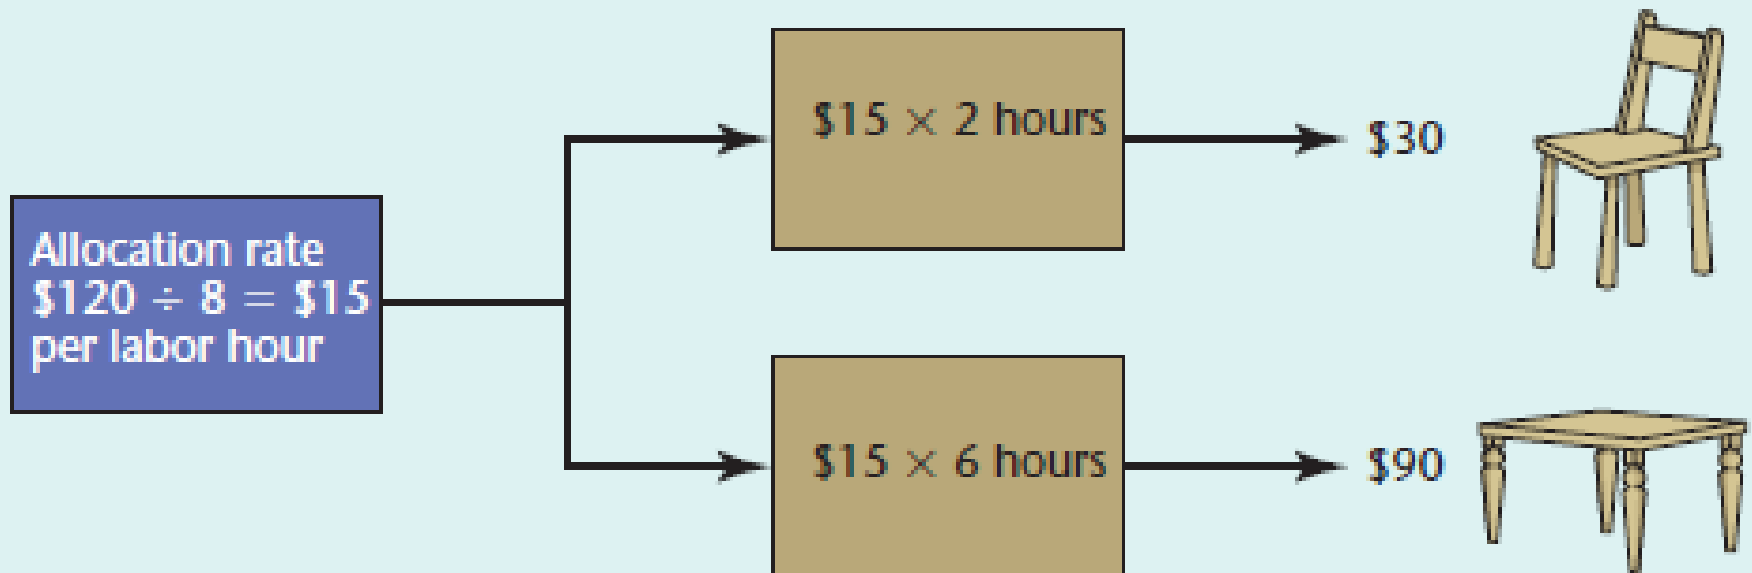 Allocation rate
$120 ÷ 8 = $15
per labor hour
$15 × 2 hours
$30
$15 × 6 hours
$90